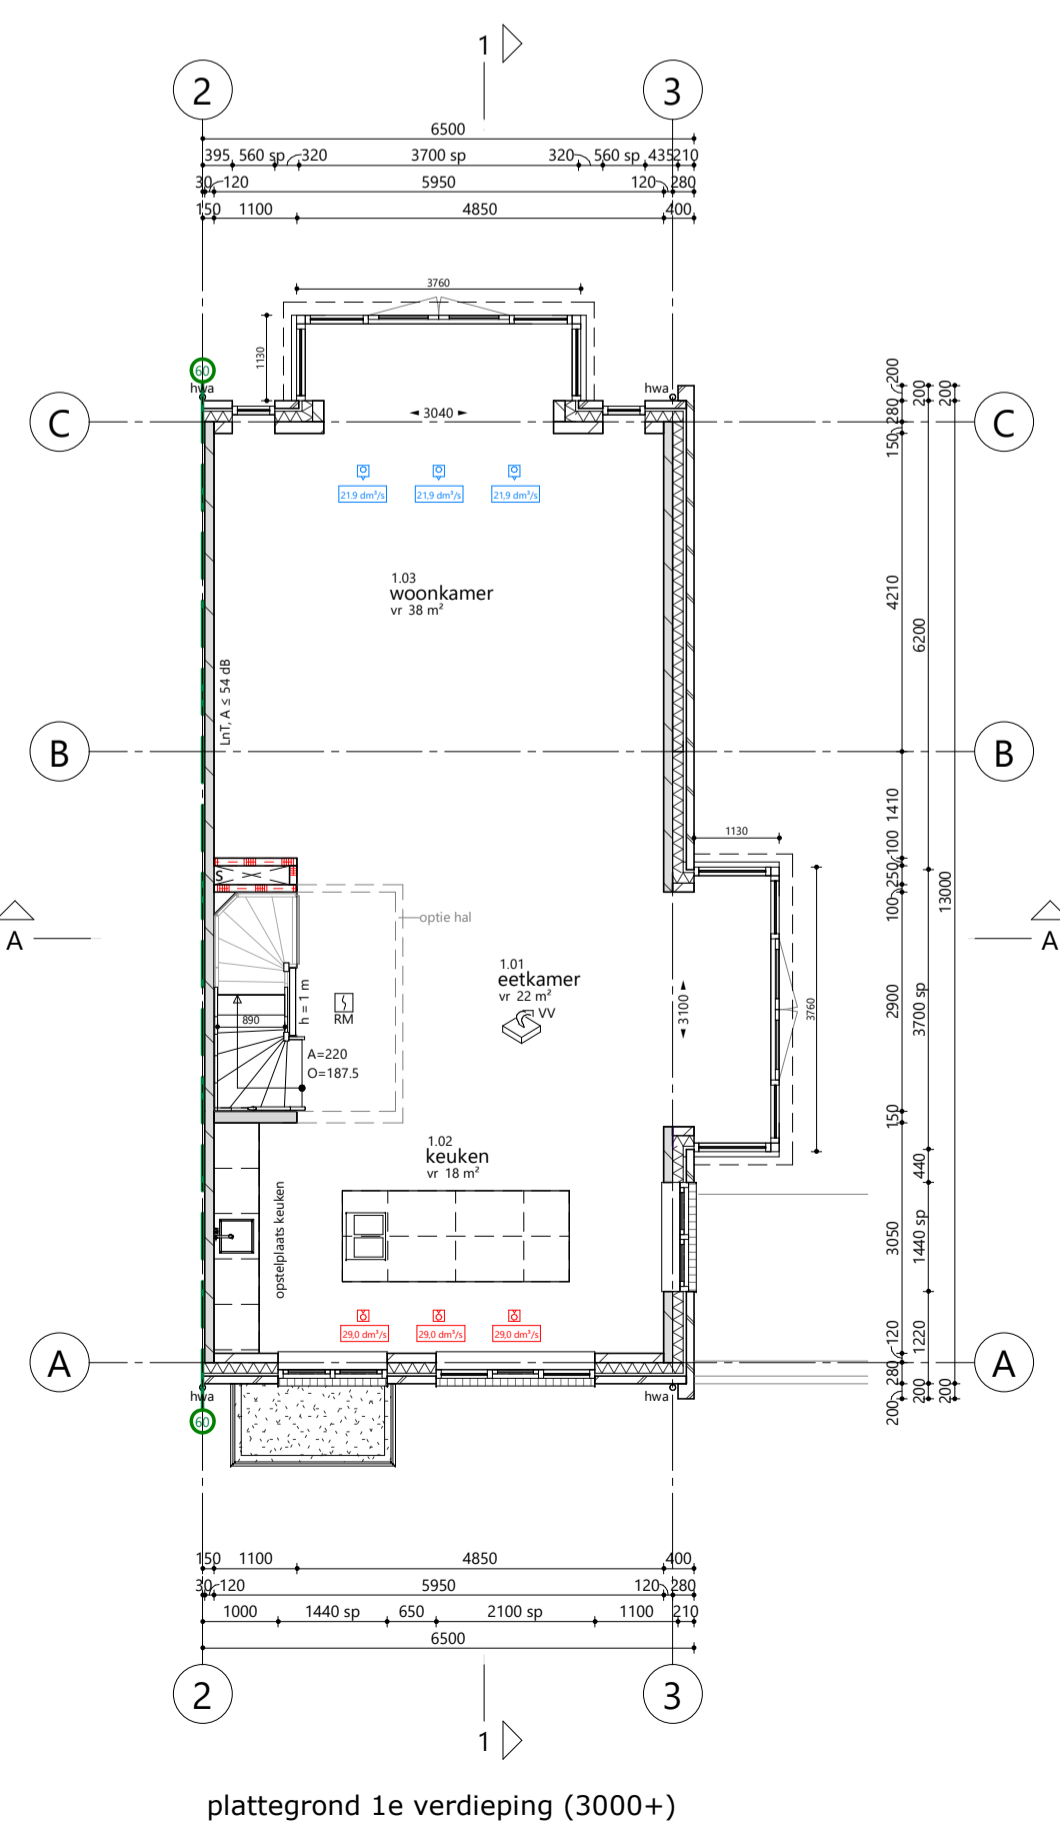 1
2
3
6500
395 560 sp 320 3700 sp 320 560 sp 435 210
30 120 5950 120 280
150 1100 4850 400
3760
1130
60
hwa
hwa
C
3040
C
21.9 dm³/s
21,9 dm³/s
21,9 dm³/s
1.03
woonkamer
vr 38 m²
LnT, A ≤ 54 dB
B
B
1130
S
optie hal
A
A
1.01
eetkamer
vr 22 m²
VV
h = 1 m
RM
890
A=220
O=187.5
3100
3760
1.02
keuken
vr 18 m²
opstelplaats keuken
29,0 dm³/s
29,0 dm³/s
29,0 dm³/s
A
A
hwa
hwa
60
200 280 150 4210 1410 100 250 100 2900 150 3050 120 280 200
200 6200 3700 sp 440 1440 sp 1220 200
200 13000 200
150 1100 4850 400
30 120 5950 120 280
1000 1440 sp 650 2100 sp 1100 210
6500
2
3
1
plattegrond 1e verdieping (3000+)